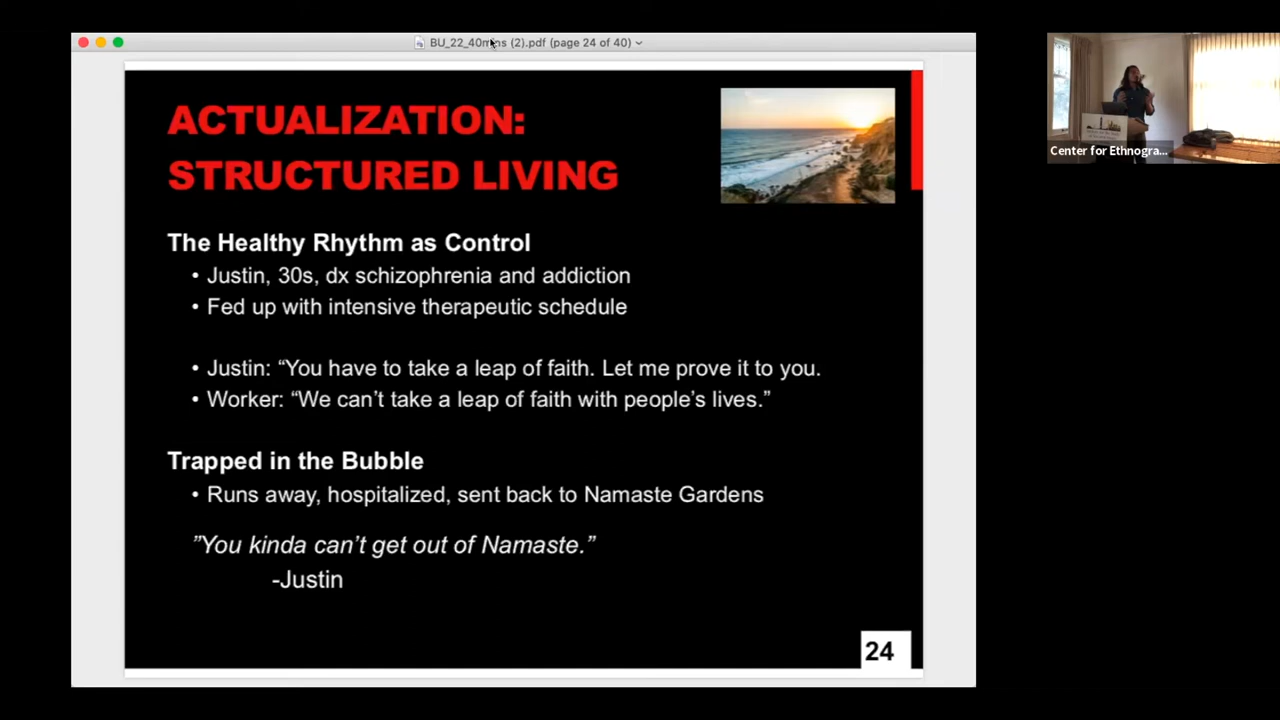 BU_22_40mins (2).pdf (page 24 of 40)
ACTUALIZATION:
STRUCTURED LIVING
The Healthy Rhythm as Control
• Justin, 30s, dx schizophrenia and addiction
• Fed up with intensive therapeutic schedule
• Justin: “You have to take a leap of faith. Let me prove it to you.
• Worker: “We can’t take a leap of faith with people’s lives.”
Trapped in the Bubble
• Runs away, hospitalized, sent back to Namaste Gardens
”You kinda can’t get out of Namaste.”
-Justin
24
Center for Ethnogra...